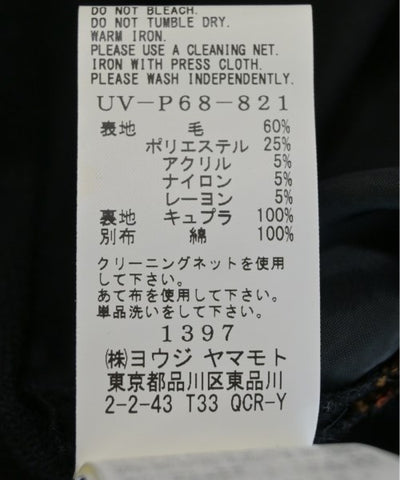 DO NOT BLEACH.
DO NOT TUMBLE DRY.
WARM IRON.
PLEASE USE A CLEANING NET.
IRON WITH PRESS CLOTH.
PLEASE WASH INDEPENDENTLY.
UV-P68-821
表地 毛 60%
ポリエステル 25%
アクリル 5%
ナイロン 5%
レーヨン 5%
裏地 キュプラ 100%
別布 綿 100%
クリーニングネットを使用
して下さい。
あて布を使用して下さい。
単品洗いをして下さい。
1397
㈱ヨウジ ヤマモト
東京都品川区東品川
2-2-43 T33 QCR-Y